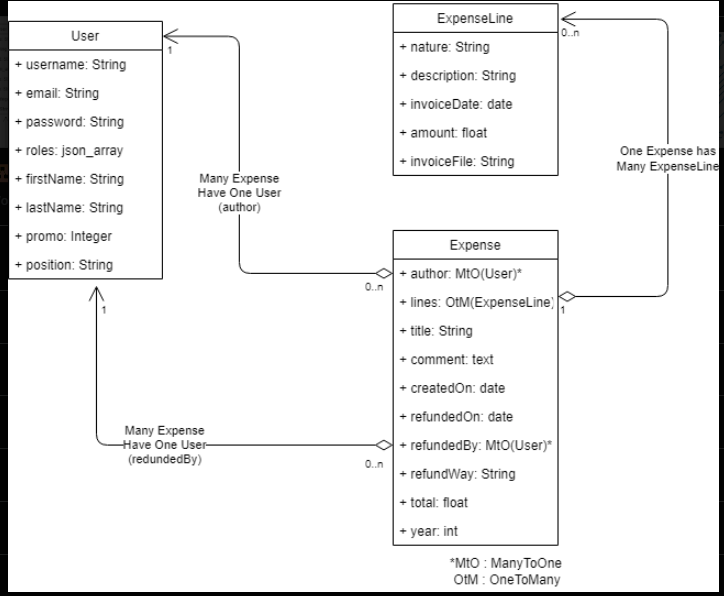 User
+ username: String
+ email: String
+ password: String
+ roles: json_array
+ firstName: String
+ lastName: String
+ promo: Integer
+ position: String
1
Many Expense
Have One User
(author)
0..n
ExpenseLine
+ nature: String
+ description: String
+ invoiceDate: date
+ amount: float
+ invoiceFile: String
0..n
One Expense has
Many ExpenseLine
1
Expense
+ author: MtO(User)*
+ lines: OtM(ExpenseLine)
+ title: String
+ comment: text
+ createdOn: date
+ refundedOn: date
+ refundedBy: MtO(User)*
+ refundWay: String
+ total: float
+ year: int
1
Many Expense
Have One User
(redundedBy)
0..n
*MtO : ManyToOne
OtM : OneToMany